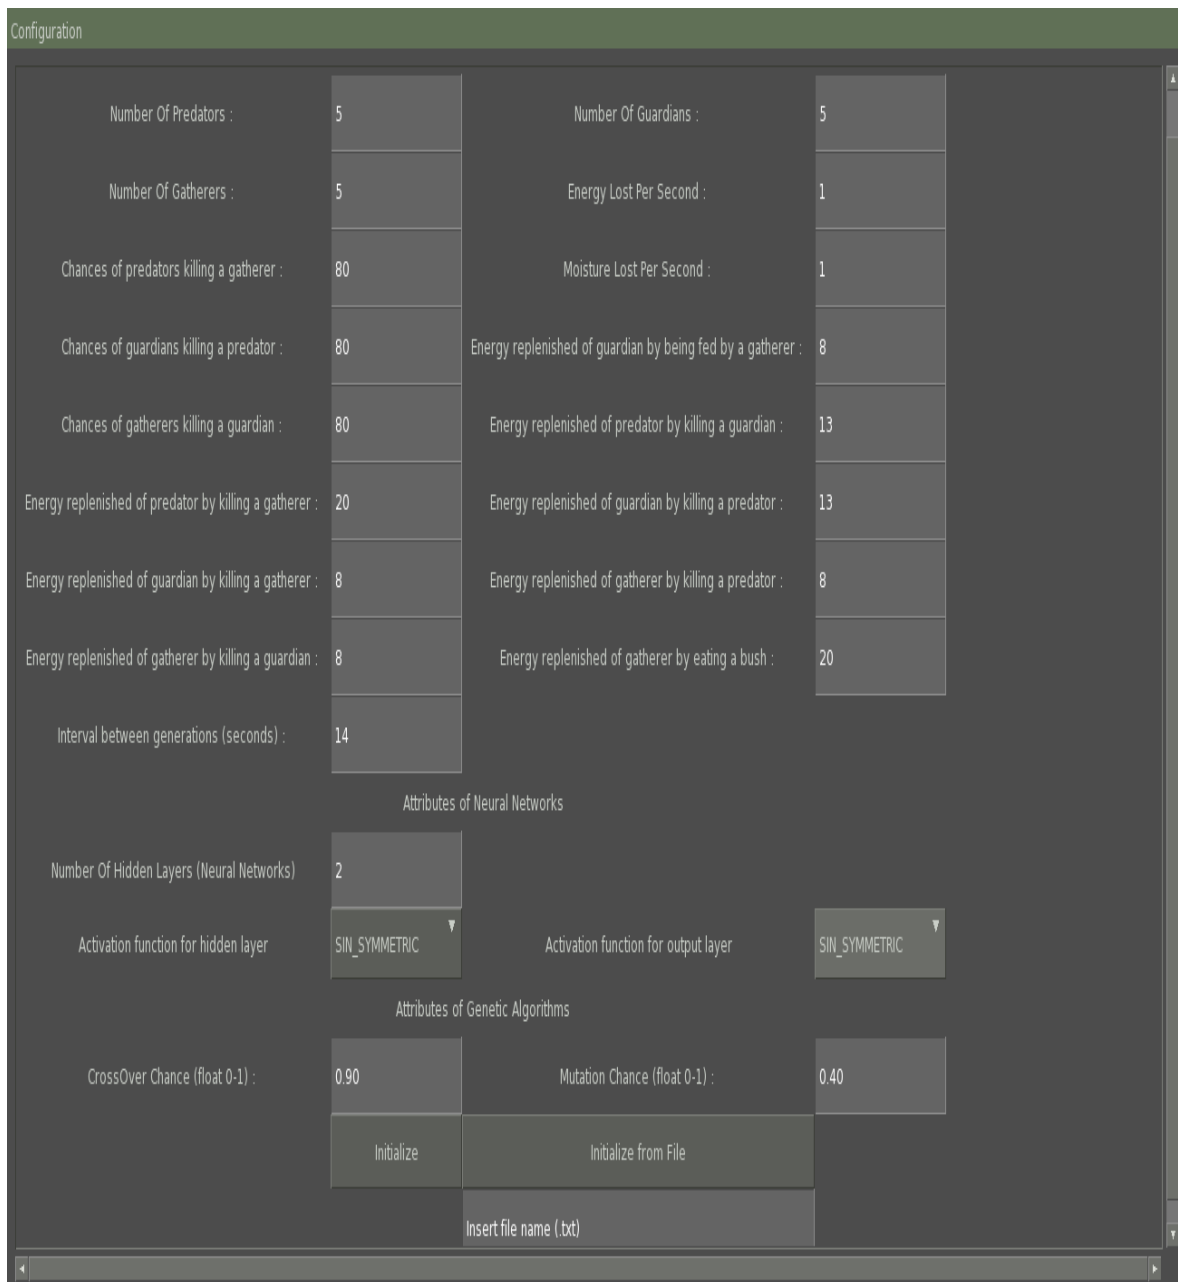 Configuration
Number Of Predators : 5 Number Of Guardians : 5
Number Of Gatherers : 5 Energy Lost Per Second : 1
Chances of predators killing a gatherer : 80 Moisture Lost Per Second : 1
Chances of guardians killing a predator : 80 Energy replenished of guardian by being fed by a gatherer : 8
Chances of gatherers killing a guardian : 80 Energy replenished of predator by killing a guardian : 13
Energy replenished of predator by killing a gatherer : 20 Energy replenished of guardian by killing a predator : 13
Energy replenished of guardian by killing a gatherer : 8 Energy replenished of gatherer by killing a predator : 8
Energy replenished of gatherer by killing a guardian : 8 Energy replenished of gatherer by eating a bush : 20
Interval between generations (seconds) : 14
Attributes of Neural Networks
Number Of Hidden Layers (Neural Networks) 2
Activation function for hidden layer SIN_SYMMETRIC Activation function for output layer SIN_SYMMETRIC
Attributes of Genetic Algorithms
CrossOver Chance (float 0-1) : 0.90 Mutation Chance (float 0-1) : 0.40
Initialize Initialize from File
Insert file name (.txt)